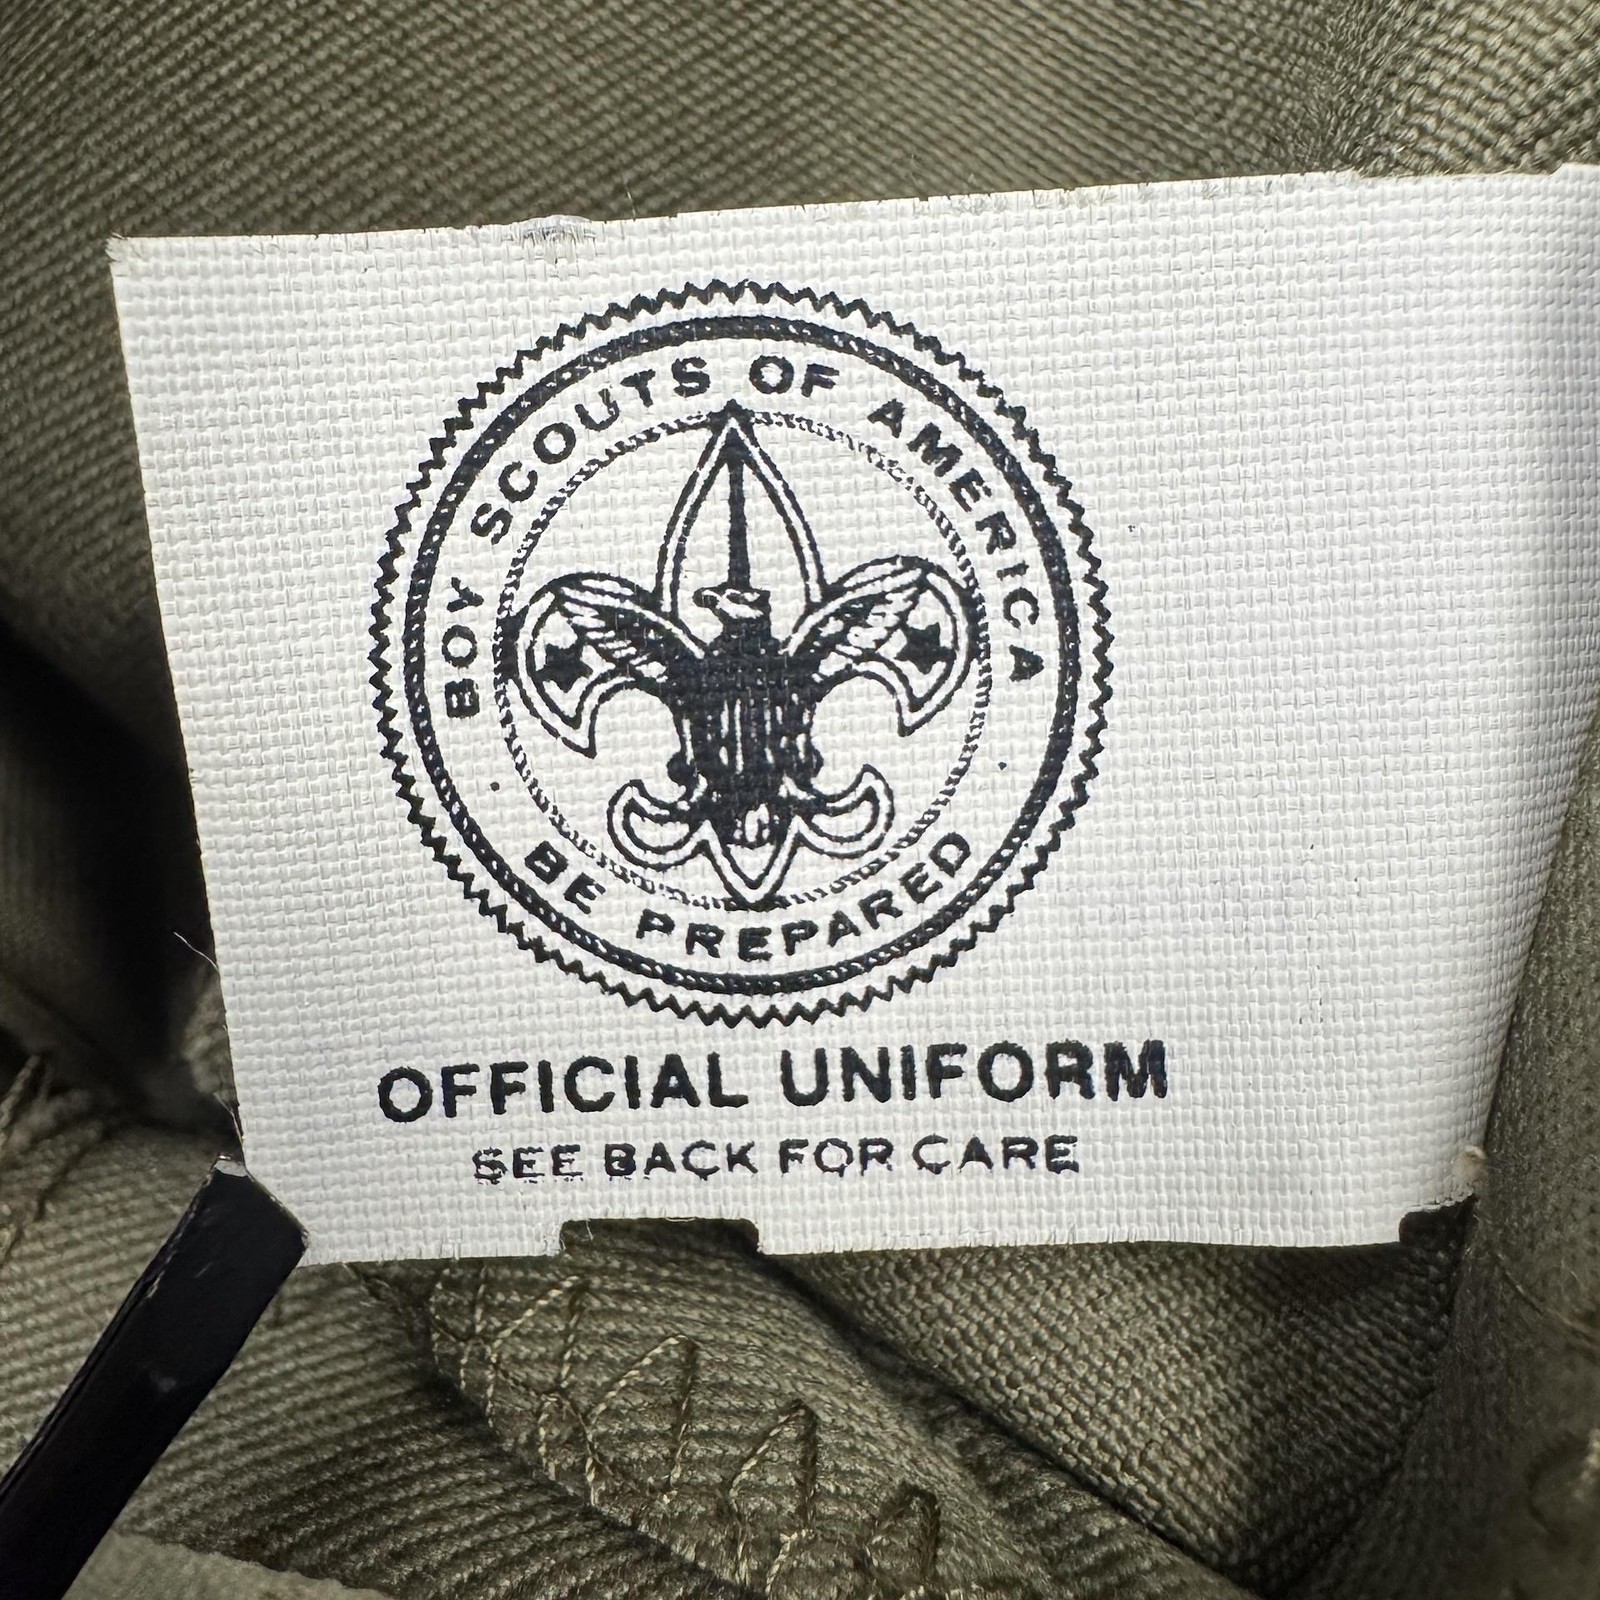 BOY SCOUTS OF AMERICA
BE PREPARED
OFFICIAL UNIFORM
SEE BACK FOR CARE